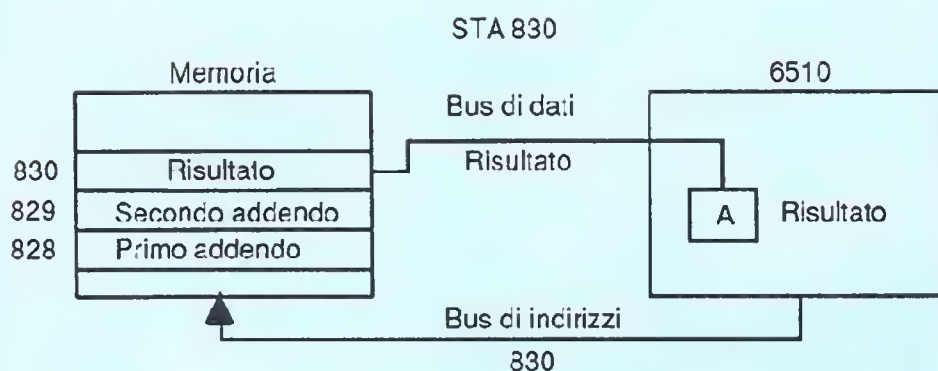 STA 830
Memoria
6510
Bus di dati
830
Risultato
Risultato
829
Secondo addendo
A
Risultato
828
Primo addendo
Bus di indirizzi
830